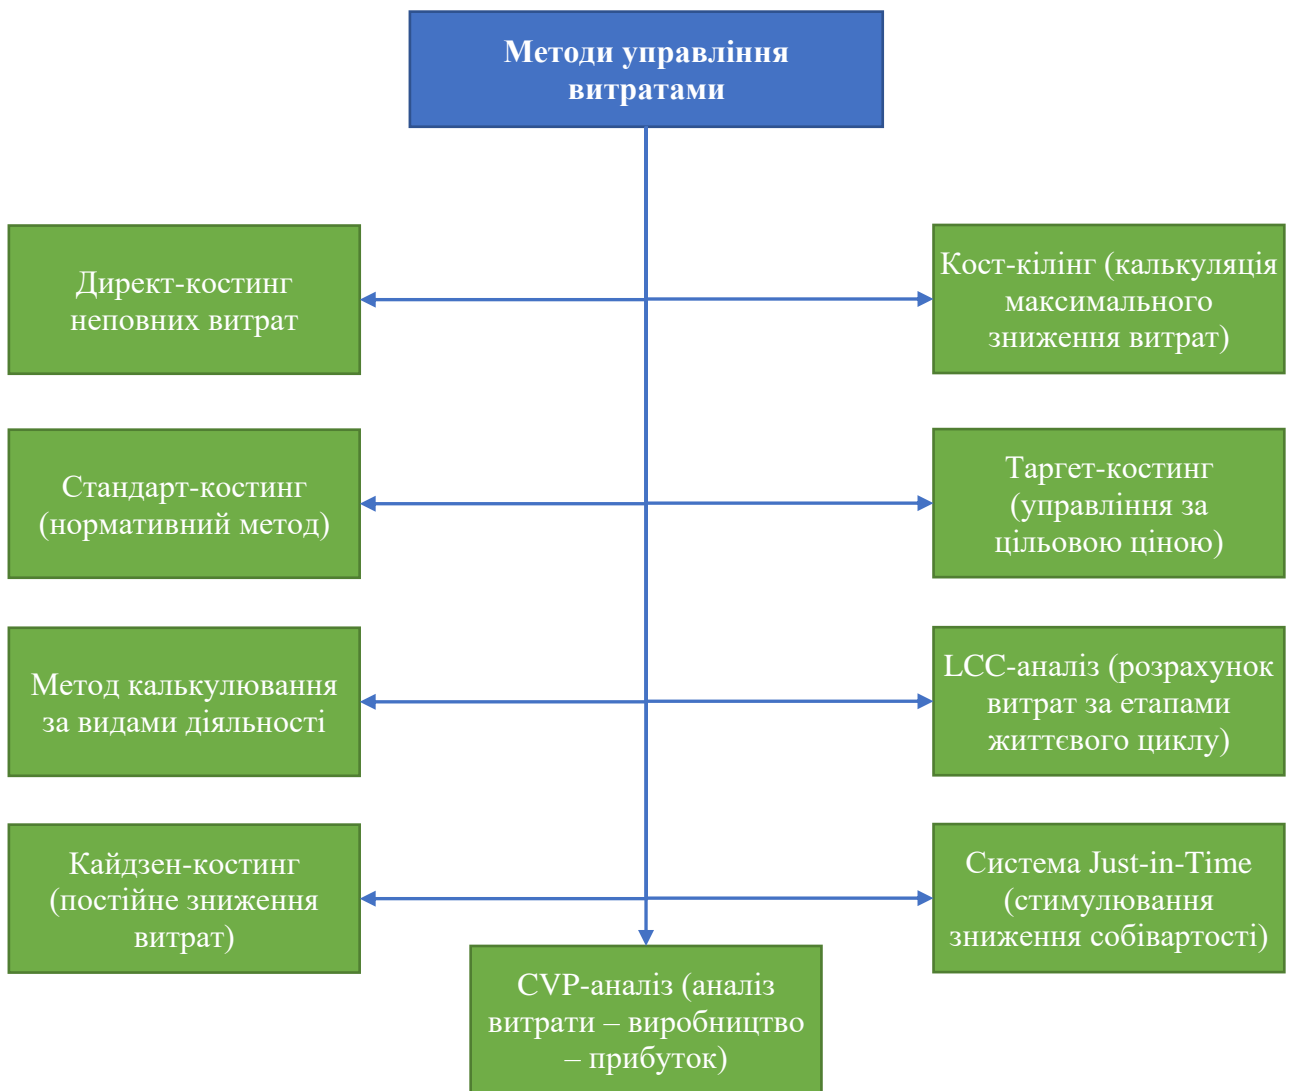 Методи управління
витратами
Директ-костинг
неповних витрат
Кост-кілінг (калькуляція
максимального
зниження витрат)
Стандарт-костинг
(нормативний метод)
Таргет-костинг
(управління за
цільовою ціною)
Метод калькулювання
за видами діяльності
LCC-аналіз (розрахунок
витрат за етапами
життєвого циклу)
Кайдзен-костинг
(постійне зниження
витрат)
Система Just-in-Time
(стимулювання
зниження собівартості)
CVP-аналіз (аналіз
витрати – виробництво
– прибуток)